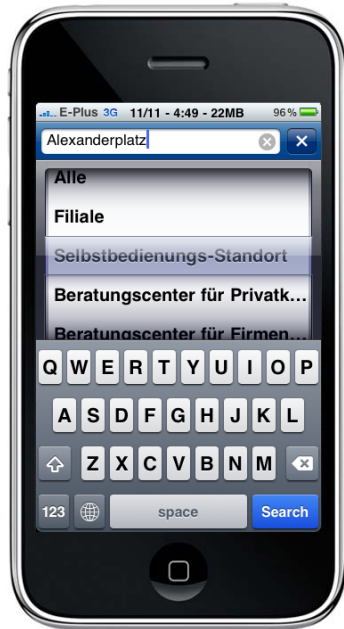 E-Plus 3G 11/11 - 4:49 - 22MB 96%
Alexanderplatz
Alle
Filiale
Selbstbedienungs-Standort
Beratungscenter für Privatk...
Beratungscenter für Firmen...
Q W E R T Y U I O P
A S D F G H J K L
Z X C V B N M
123 space Search